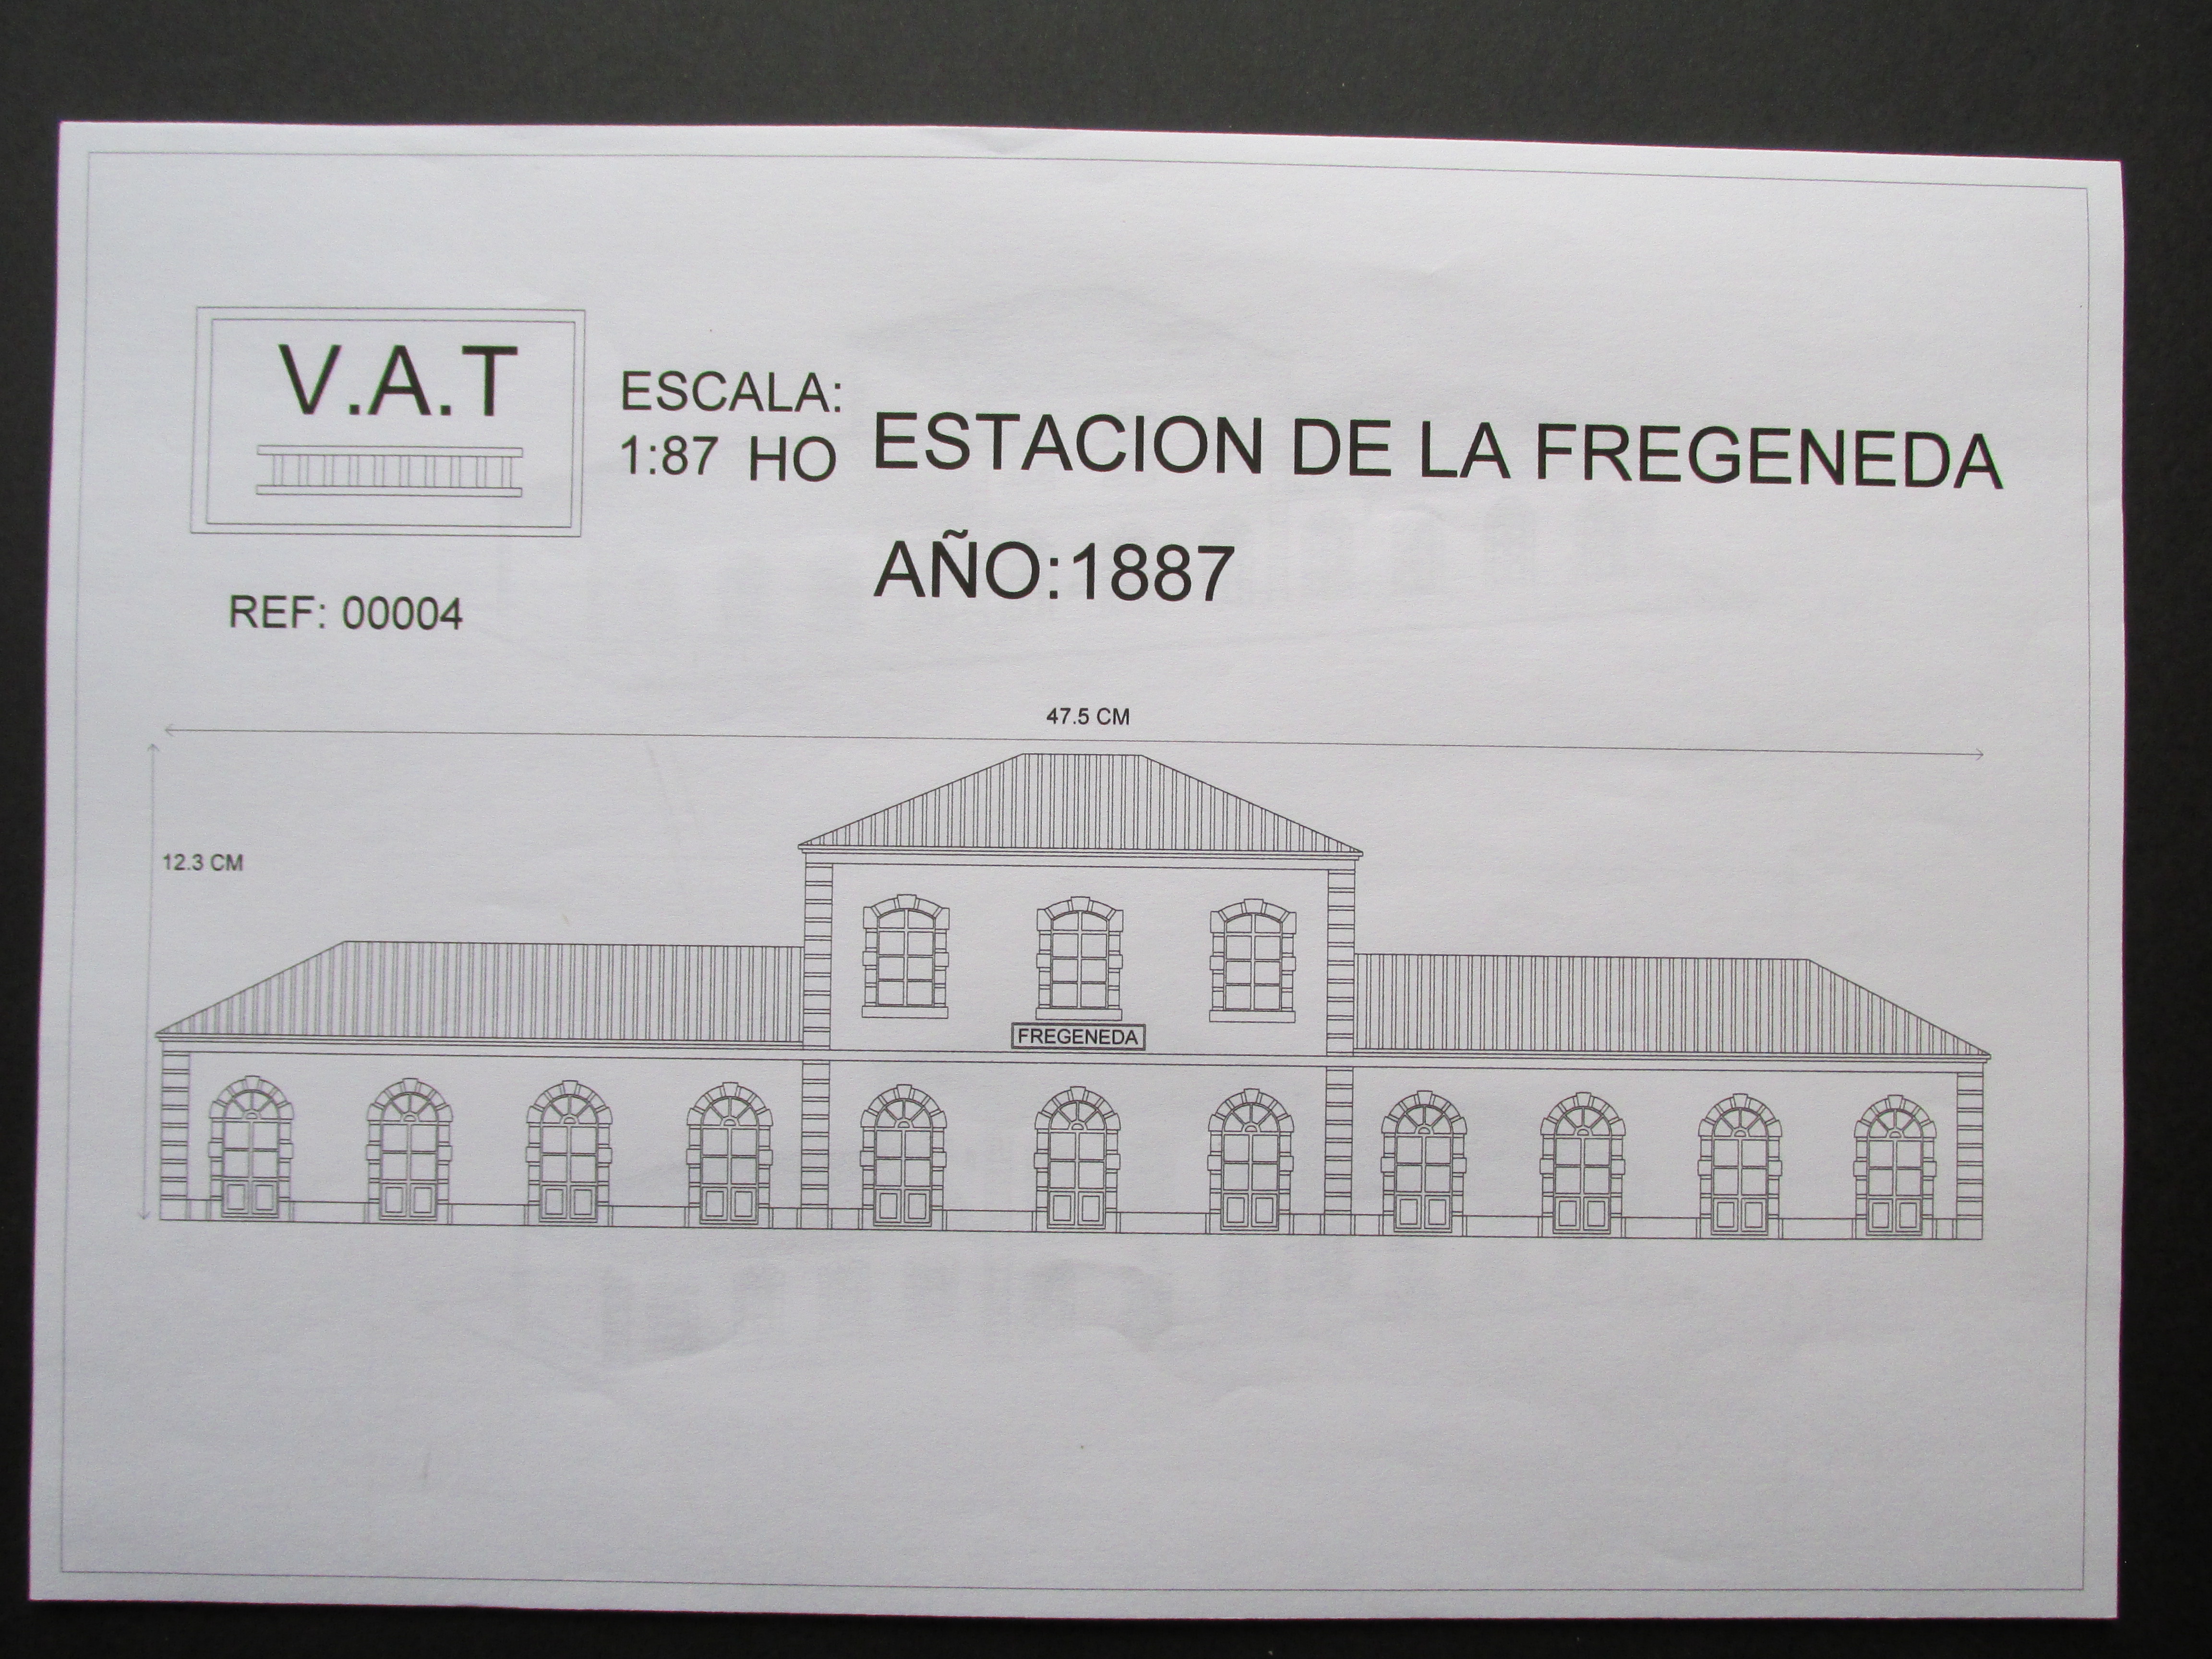 V.A.T
ESCALA:
1:87 HO
ESTACION DE LA FREGENEDA
AÑO:1887
REF: 00004
47.5 CM
12.3 CM
FREGENEDA